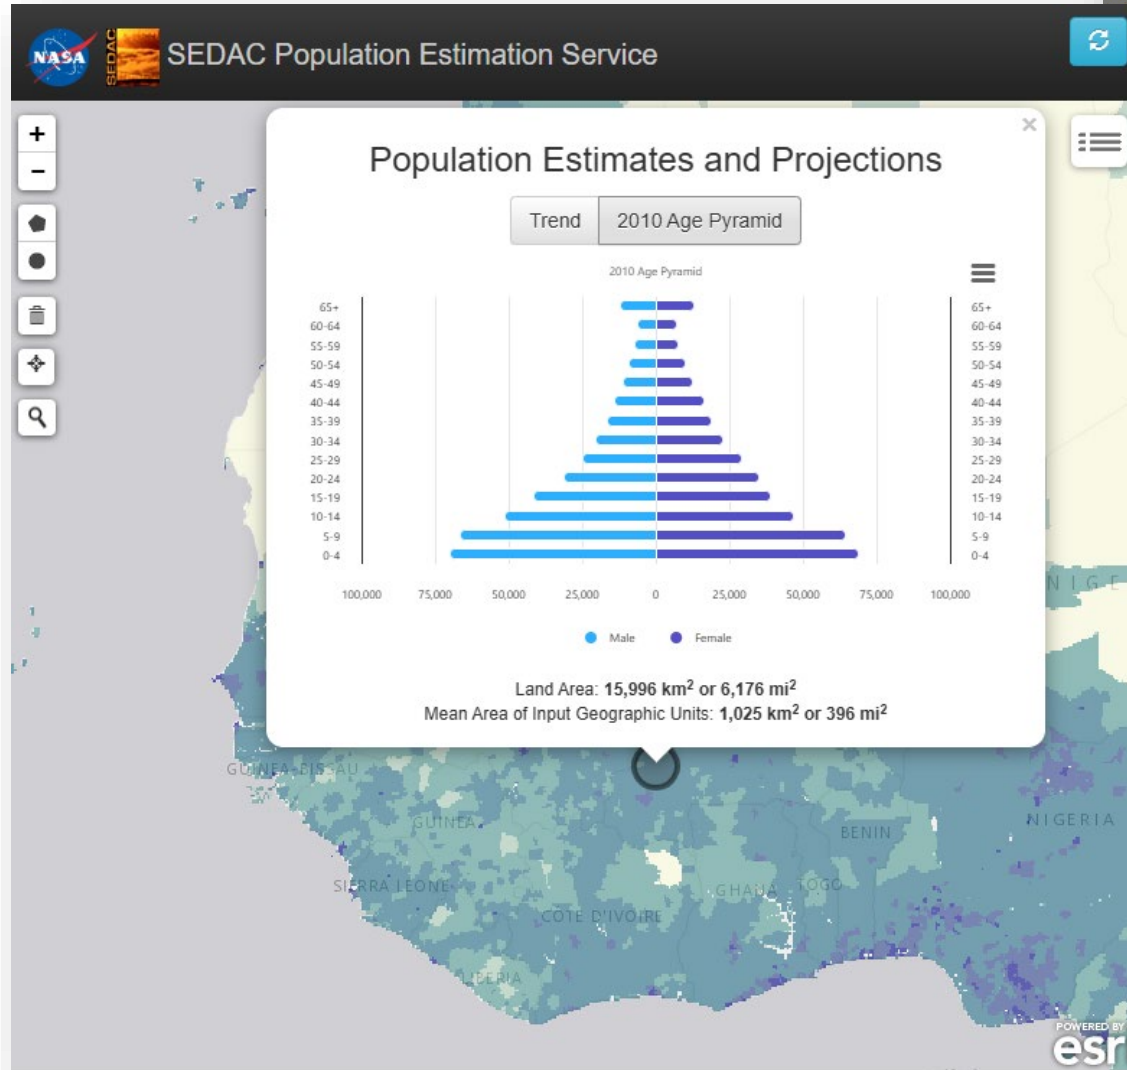 NASA SEDAC SEDAC Population Estimation Service
+
×
Population Estimates and Projections
−
Trend 2010 Age Pyramid
2010 Age Pyramid
65+ 65+
60-64 60-64
55-59 55-59
50-54 50-54
45-49 45-49
40-44 40-44
35-39 35-39
30-34 30-34
25-29 25-29
20-24 20-24
15-19 15-19
10-14 10-14
5-9 5-9
0-4 0-4
NIGE
100,000 75,000 50,000 25,000 0 25,000 50,000 75,000 100,000
Male Female
Land Area: 15,996 km² or 6,176 mi²
Mean Area of Input Geographic Units: 1,025 km² or 396 mi²
GUINEA-BISSAU
GUINEA
NIGERIA
BENIN
SIERRA LEONE
GHANA TOGO
COTE D'IVOIRE
LIBERIA
POWERED BY
esri